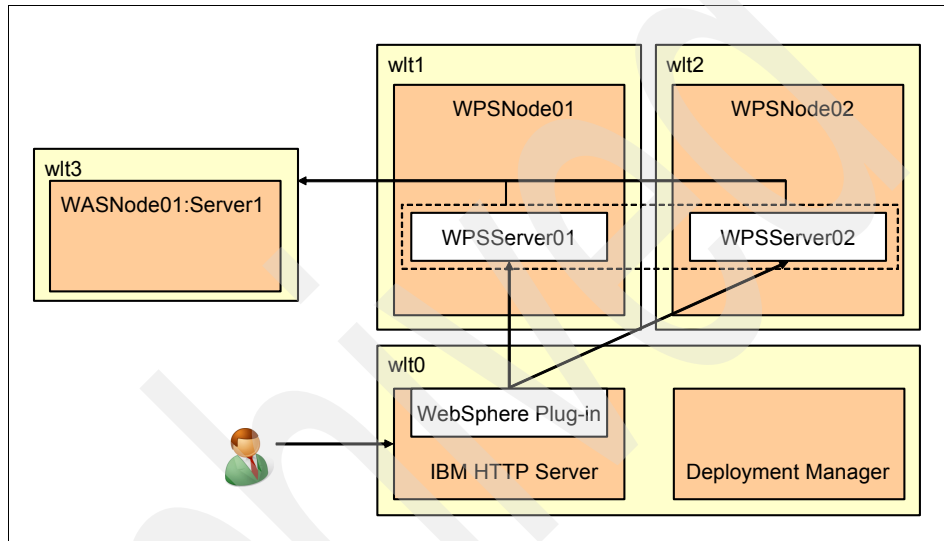 wlt1
wlt2
WPSNode01
WPSNode02
wlt3
WASNode01:Server1
WPSServer01
WPSServer02
wlt0
WebSphere Plug-in
IBM HTTP Server
Deployment Manager